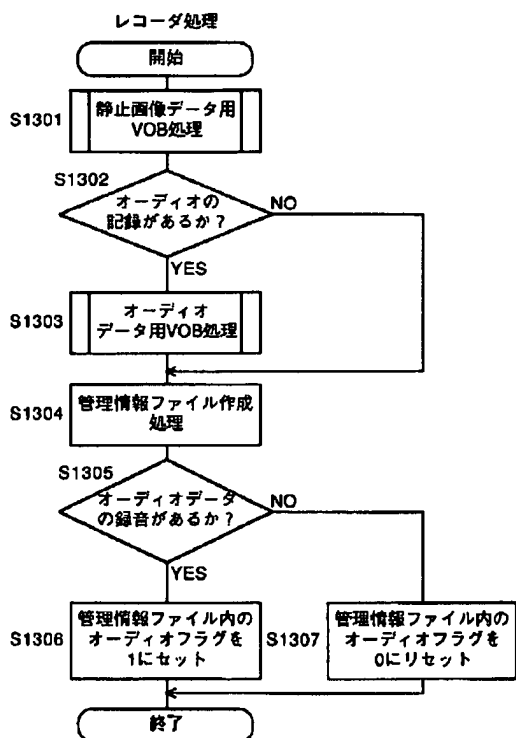 レコーダ処理
開始
S1301
静止画像データ用
VOB処理
S1302
オーディオの
記録があるか？
NO
YES
S1303
オーディオ
データ用VOB処理
S1304
管理情報ファイル作成
処理
S1305
オーディオデータ
の録音があるか？
NO
YES
S1306
管理情報ファイル内の
オーディオフラグを
1にセット
S1307
管理情報ファイル内の
オーディオフラグを
0にリセット
終了